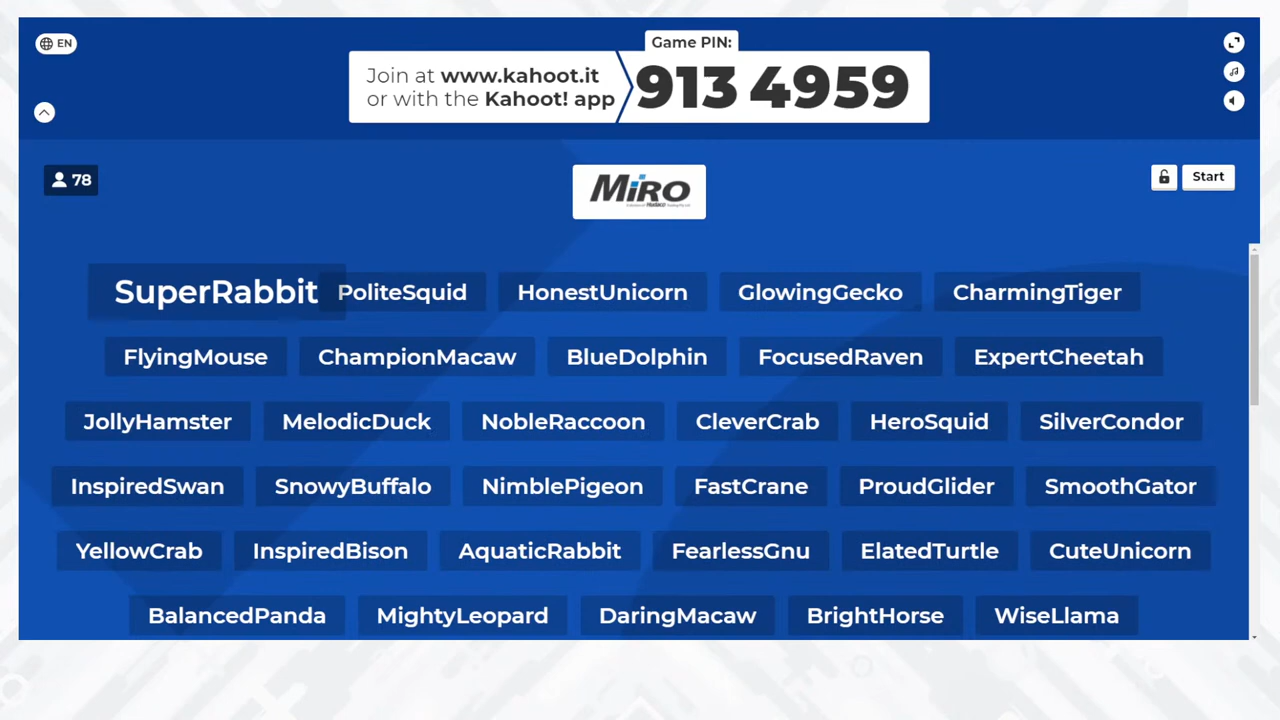 EN
Game PIN:
Join at www.kahoot.it
or with the Kahoot! app
913 4959
78
MiRO
Start
SuperRabbit PoliteSquid HonestUnicorn GlowingGecko CharmingTiger
FlyingMouse ChampionMacaw BlueDolphin FocusedRaven ExpertCheetah
JollyHamster MelodicDuck NobleRaccoon CleverCrab HeroSquid SilverCondor
InspiredSwan SnowyBuffalo NimblePigeon FastCrane ProudGlider SmoothGator
YellowCrab InspiredBison AquaticRabbit FearlessGnu ElatedTurtle CuteUnicorn
BalancedPanda MightyLeopard DaringMacaw BrightHorse WiseLlama